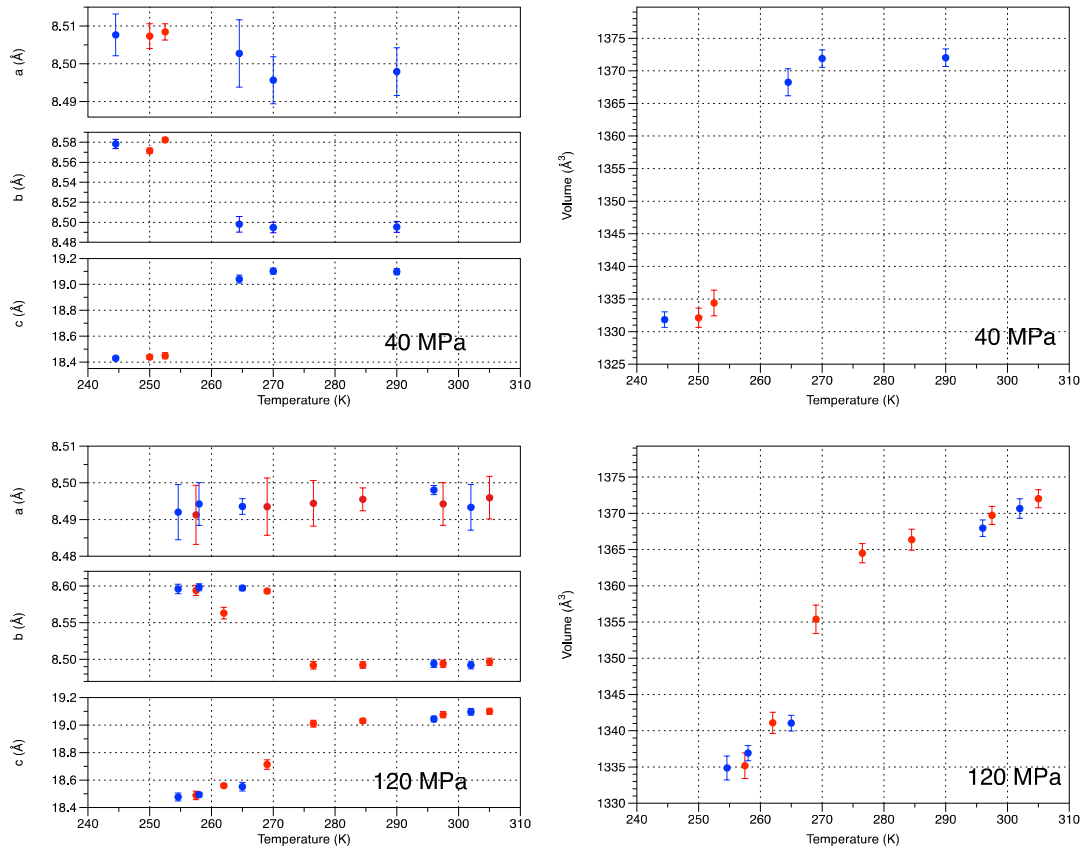 8.51
8.50
8.49
a (Å)
8.58
8.56
8.54
8.52
8.50
8.48
b (Å)
19.2
19.0
18.8
18.6
18.4
c (Å)
40 MPa
240 250 260 270 280 290 300 310
Temperature (K)
1375
1370
1365
1360
1355
1350
1345
1340
1335
1330
1325
Volume (Å³)
40 MPa
240 250 260 270 280 290 300 310
Temperature (K)
8.51
8.50
8.49
8.48
a (Å)
8.60
8.55
8.50
b (Å)
19.2
19.0
18.8
18.6
18.4
c (Å)
120 MPa
240 250 260 270 280 290 300 310
Temperature (K)
1375
1370
1365
1360
1355
1350
1345
1340
1335
1330
Volume (Å³)
120 MPa
240 250 260 270 280 290 300 310
Temperature (K)